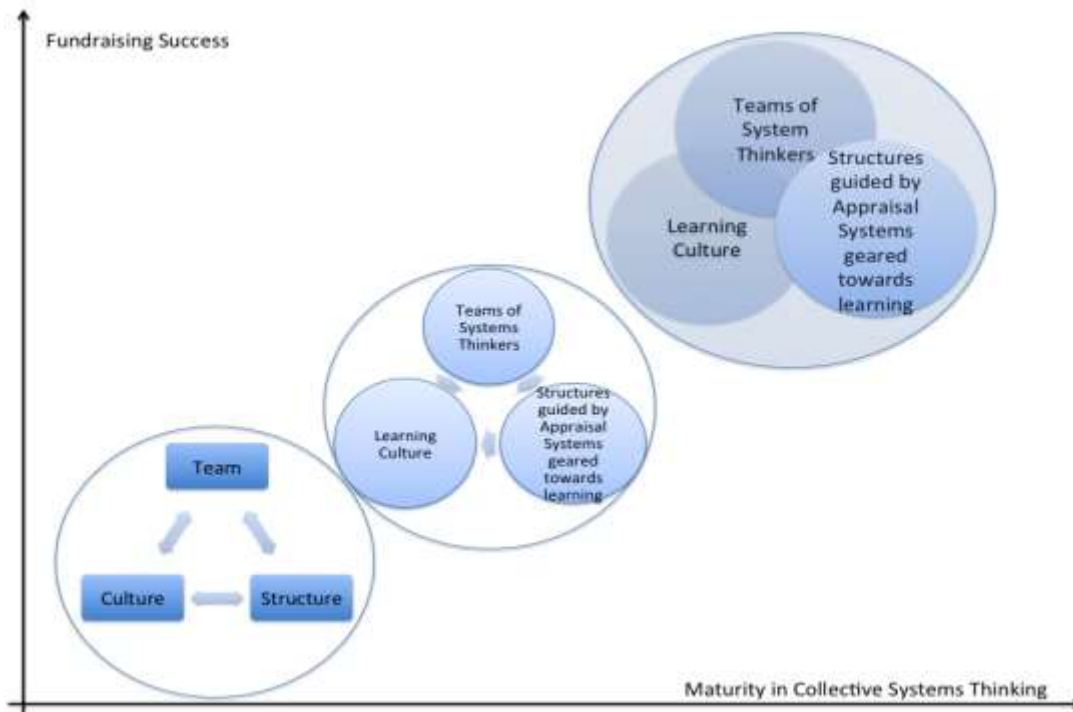 Fundraising Success
Teams of
System
Thinkers
Structures
guided by
Appraisal
Systems
geared
towards
learning
Learning
Culture
Teams of
Systems
Thinkers
Structures
guided by
Appraisal
Systems
geared
towards
learning
Learning
Culture
Team
Culture
Structure
Maturity in Collective Systems Thinking